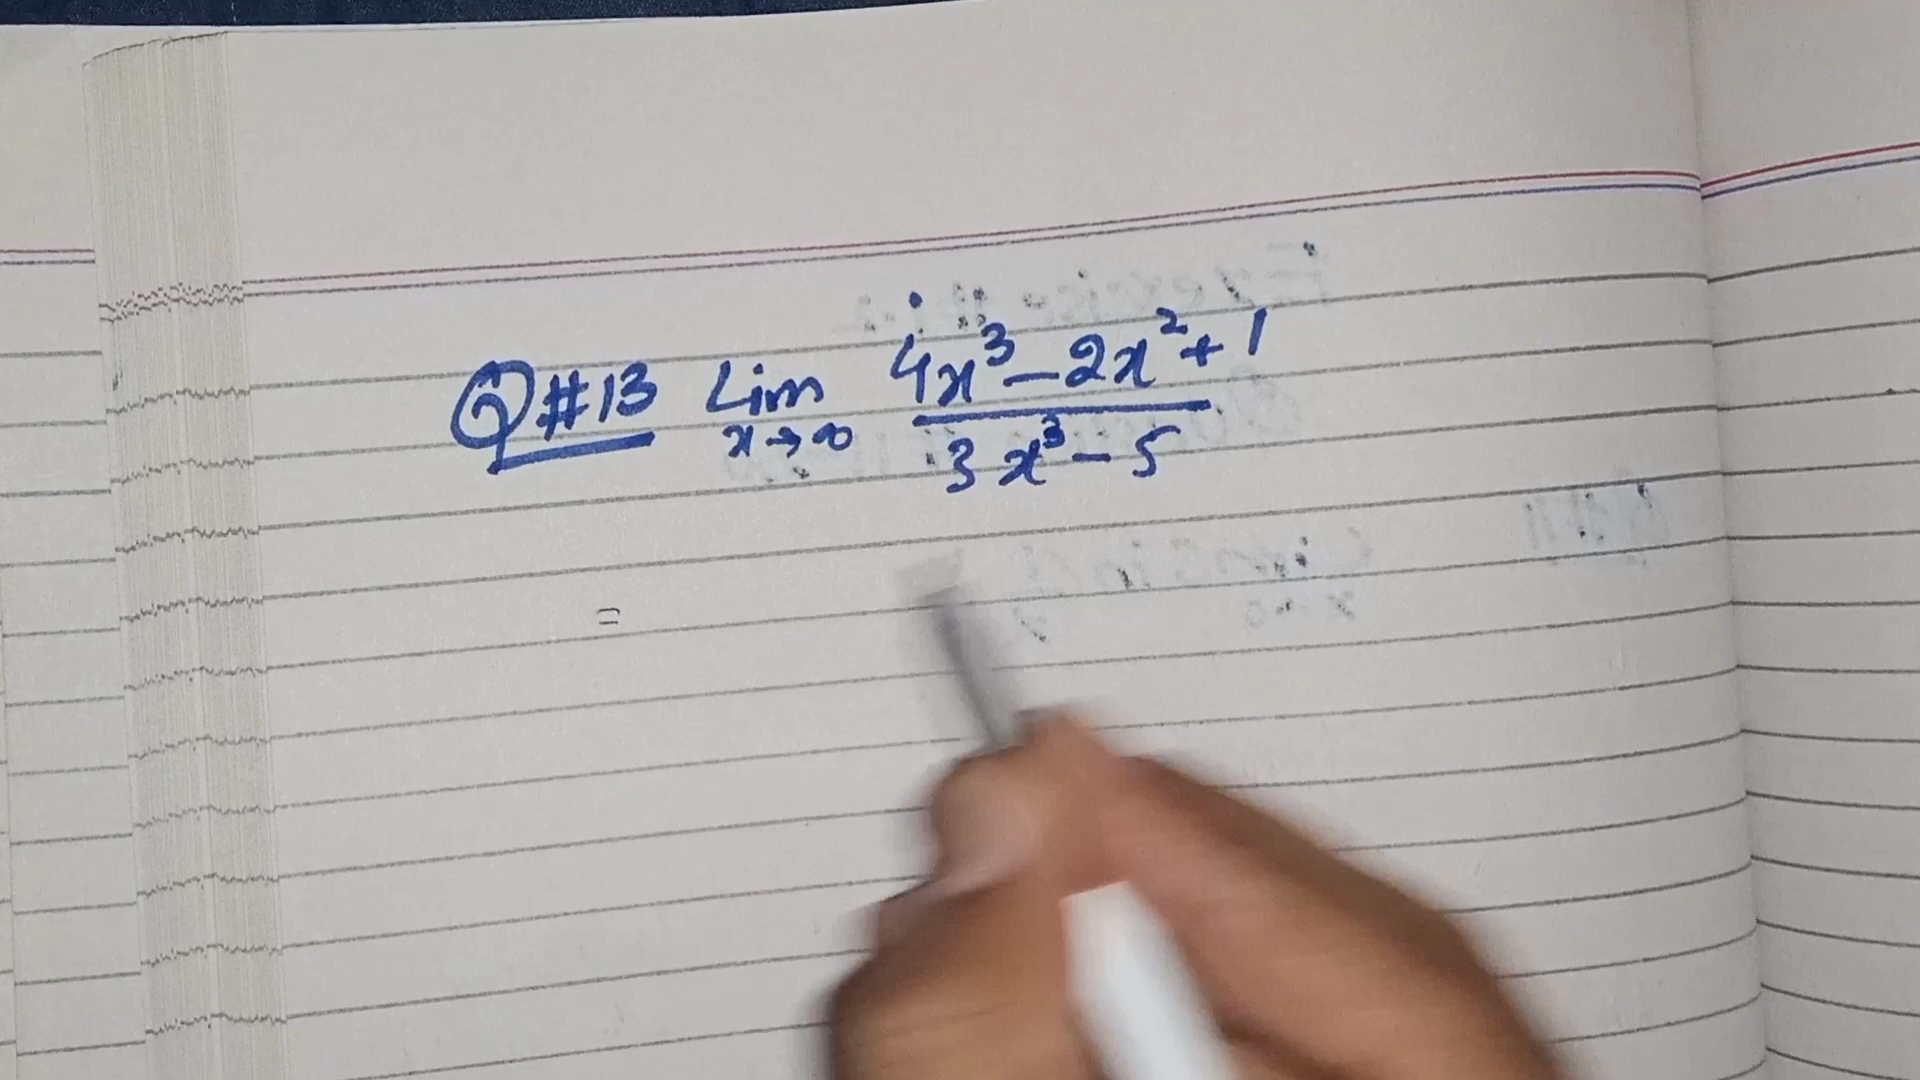 Q#13 Lim x→∞ (4x³ - 2x² + 1)/(3x³ - 5)
=